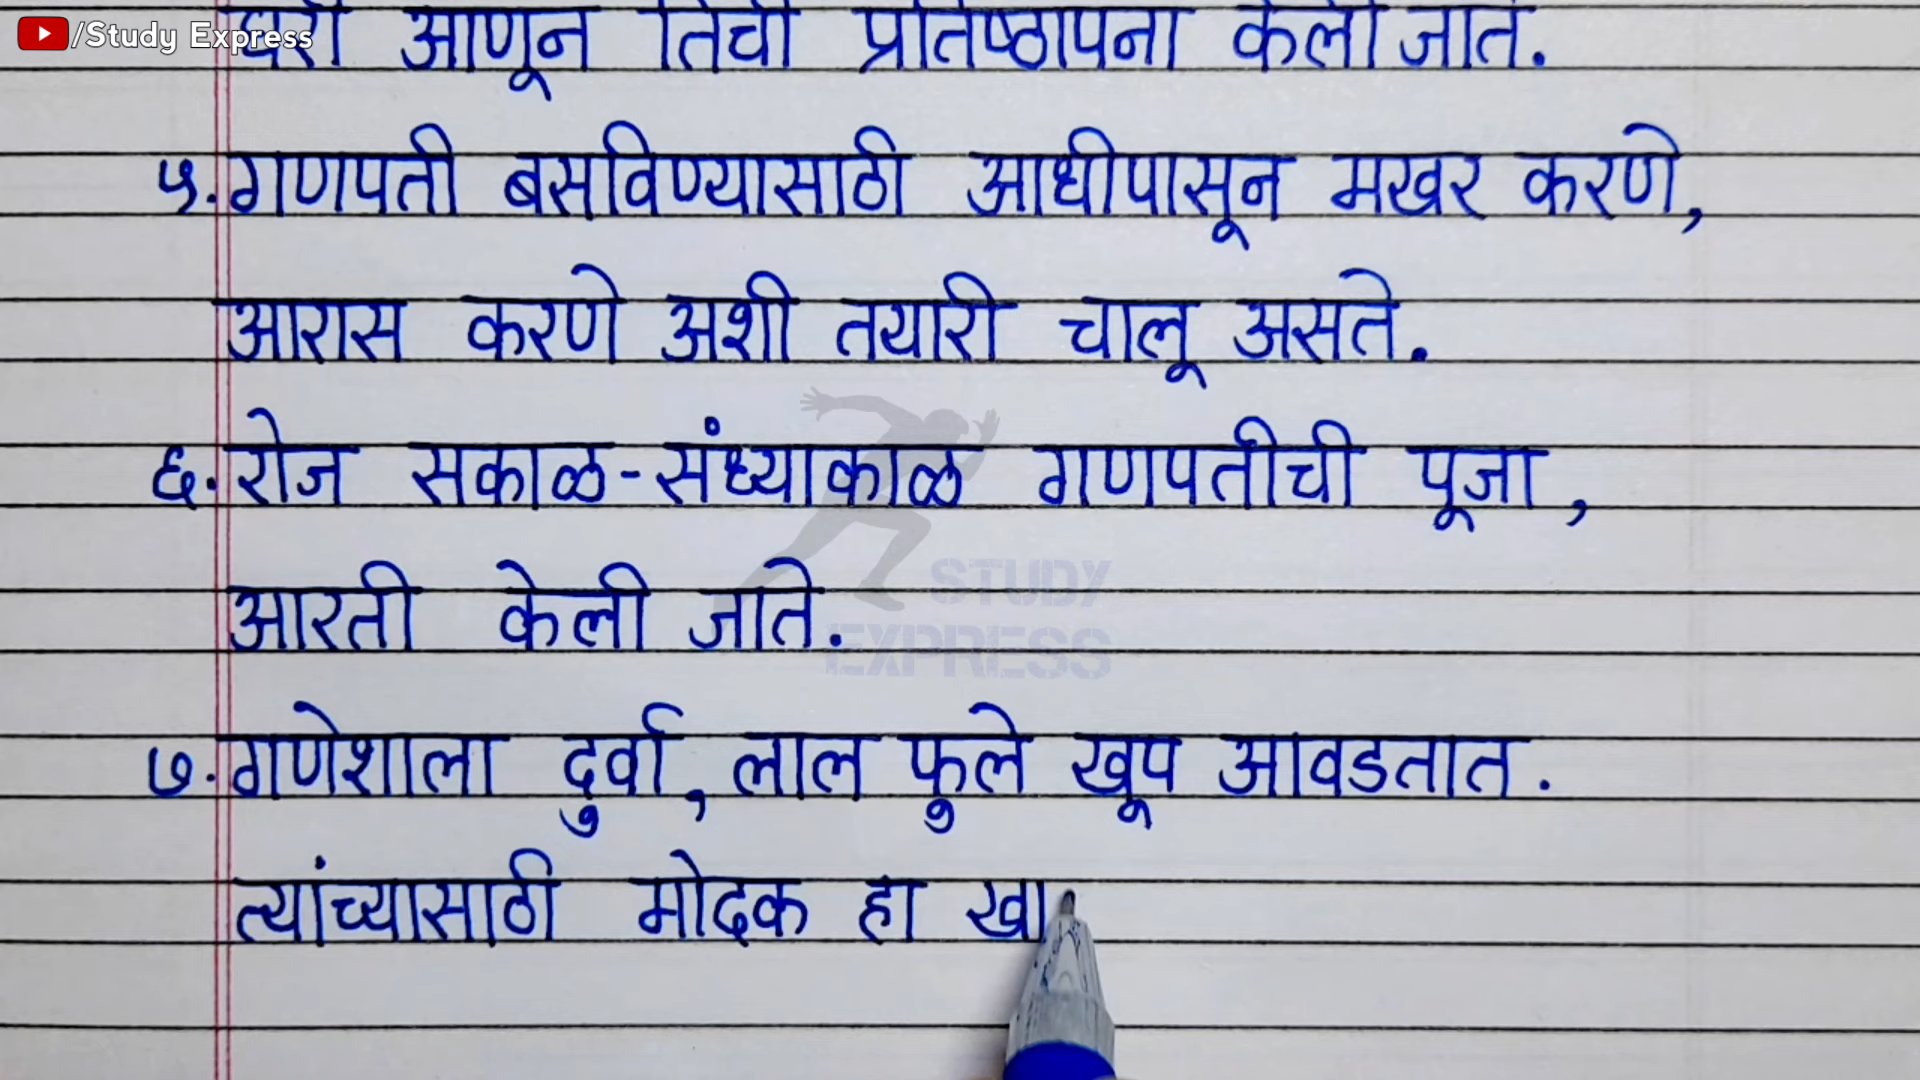 /Study Express
घरी आणून तिची प्रतिष्ठापना केली जाते.
५. गणपती बसविण्यासाठी आधीपासून मखर करणे,
आरास करणे अशी तयारी चालू असते.
६. रोज सकाळ-संध्याकाळ गणपतीची पूजा,
आरती केली जाते.
STUDY
EXPRESS
७. गणेशाला दुर्वा, लाल फुले खूप आवडतात.
त्यांच्यासाठी मोदक हा खा